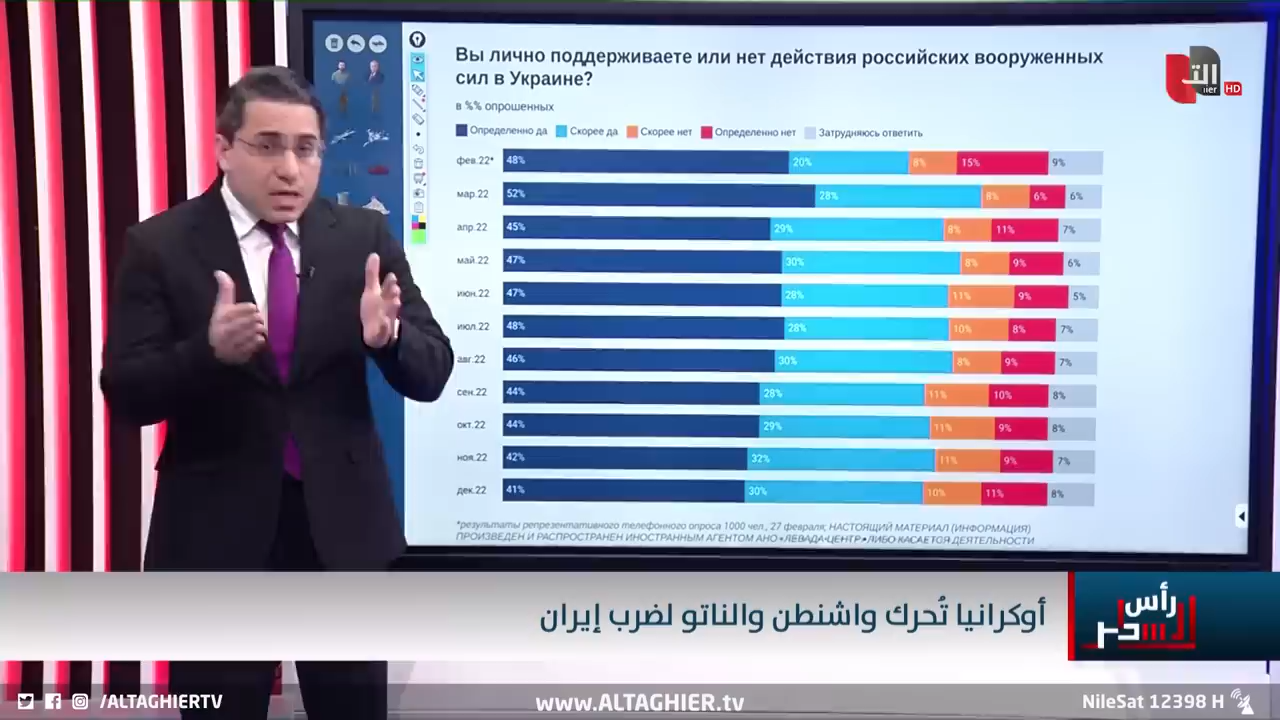 Вы лично поддерживаете или нет действия российских вооруженных
сил в Украине?
в %% опрошенных
Определенно да Скорее да Скорее нет Определенно нет Затрудняюсь ответить
фев.22* 48% 20% 8% 15% 9%
мар.22 52% 28% 8% 6% 6%
апр.22 45% 29% 8% 11% 7%
май.22 47% 30% 8% 9% 6%
июн.22 47% 28% 11% 9% 5%
июл.22 48% 28% 10% 8% 7%
авг.22 46% 30% 8% 9% 7%
сен.22 44% 28% 11% 10% 8%
окт.22 44% 29% 11% 9% 8%
ноя.22 42% 32% 11% 9% 7%
дек.22 41% 30% 10% 11% 8%
*результаты репрезентативного телефонного опроса 1000 чел., 27 февраля; НАСТОЯЩИЙ МАТЕРИАЛ (ИНФОРМАЦИЯ)
ПРОИЗВЕДЕН И РАСПРОСТРАНЕН ИНОСТРАННЫМ АГЕНТОМ АНО «ЛЕВАДА-ЦЕНТР» ЛИБО КАСАЕТСЯ ДЕЯТЕЛЬНОСТИ
الت
hier HD
أوكرانيا تُحرك واشنطن والناتو لضرب إيران
رأس
السطر
/ALTAGHIERTV
www.ALTAGHIER.tv
NileSat 12398 H